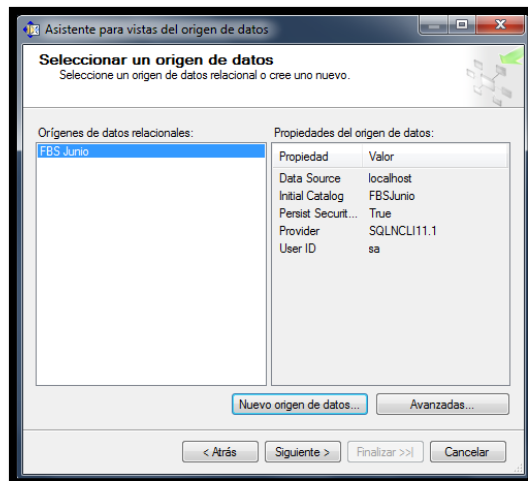 Asistente para vistas del origen de datos
Seleccionar un origen de datos
Seleccione un origen de datos relacional o cree uno nuevo.
Orígenes de datos relacionales:
FBS Junio
Propiedades del origen de datos:
Propiedad Valor
Data Source localhost
Initial Catalog FBSJunio
Persist Securit... True
Provider SQLNCLI11.1
User ID sa
Nuevo origen de datos... Avanzadas...
< Atrás Siguiente > Finalizar >>| Cancelar